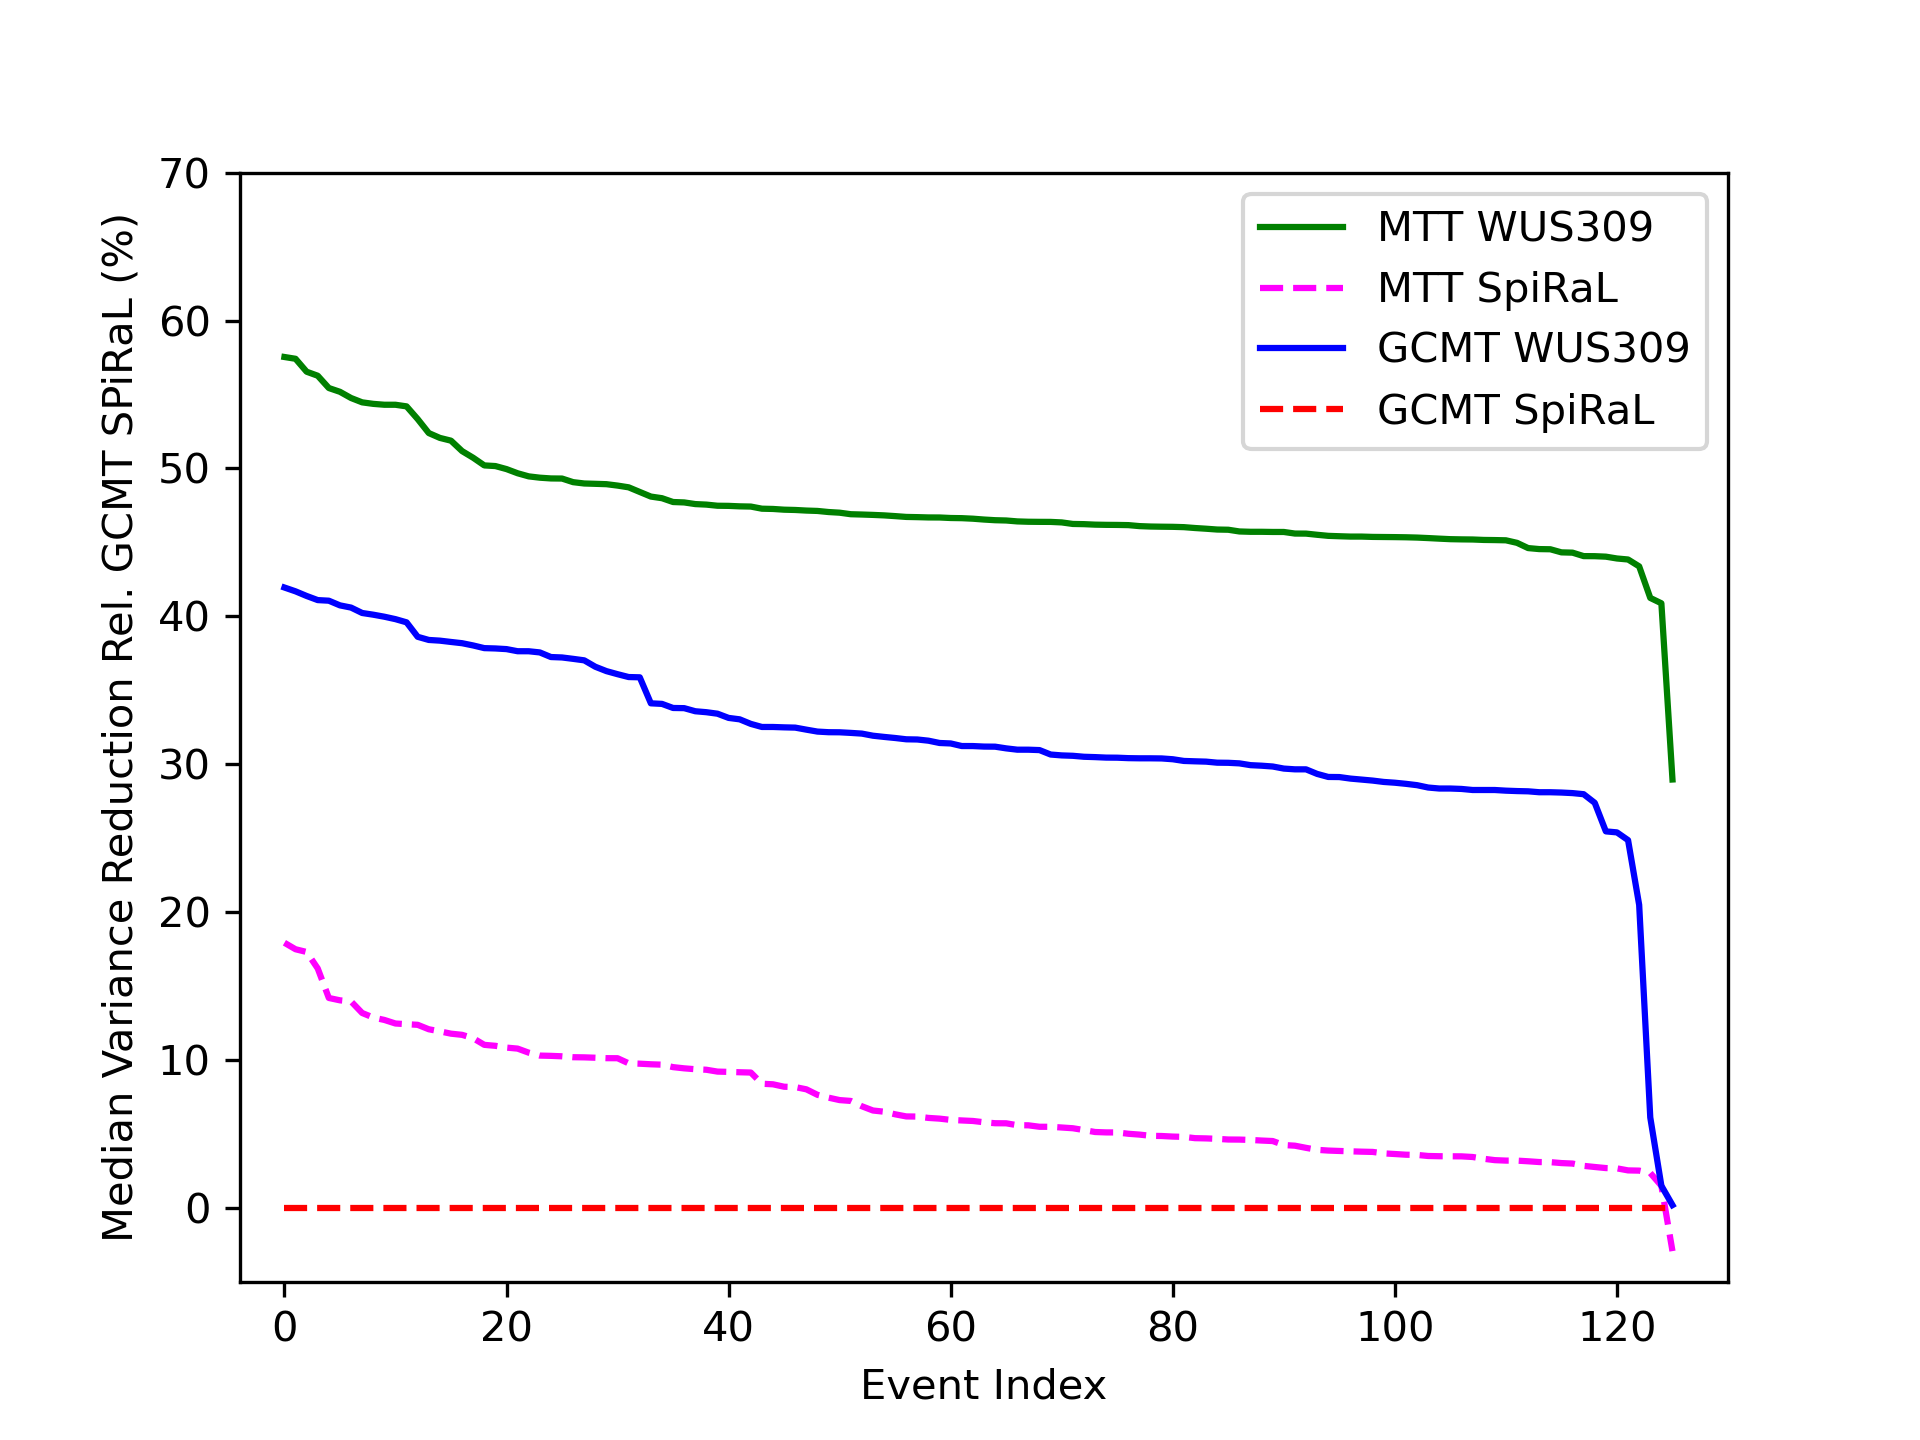 70
60
50
40
30
20
10
0
Median Variance Reduction Rel. GCMT SPiRaL (%)
MTT WUS309
MTT SpiRaL
GCMT WUS309
GCMT SpiRaL
0 20 40 60 80 100 120
Event Index